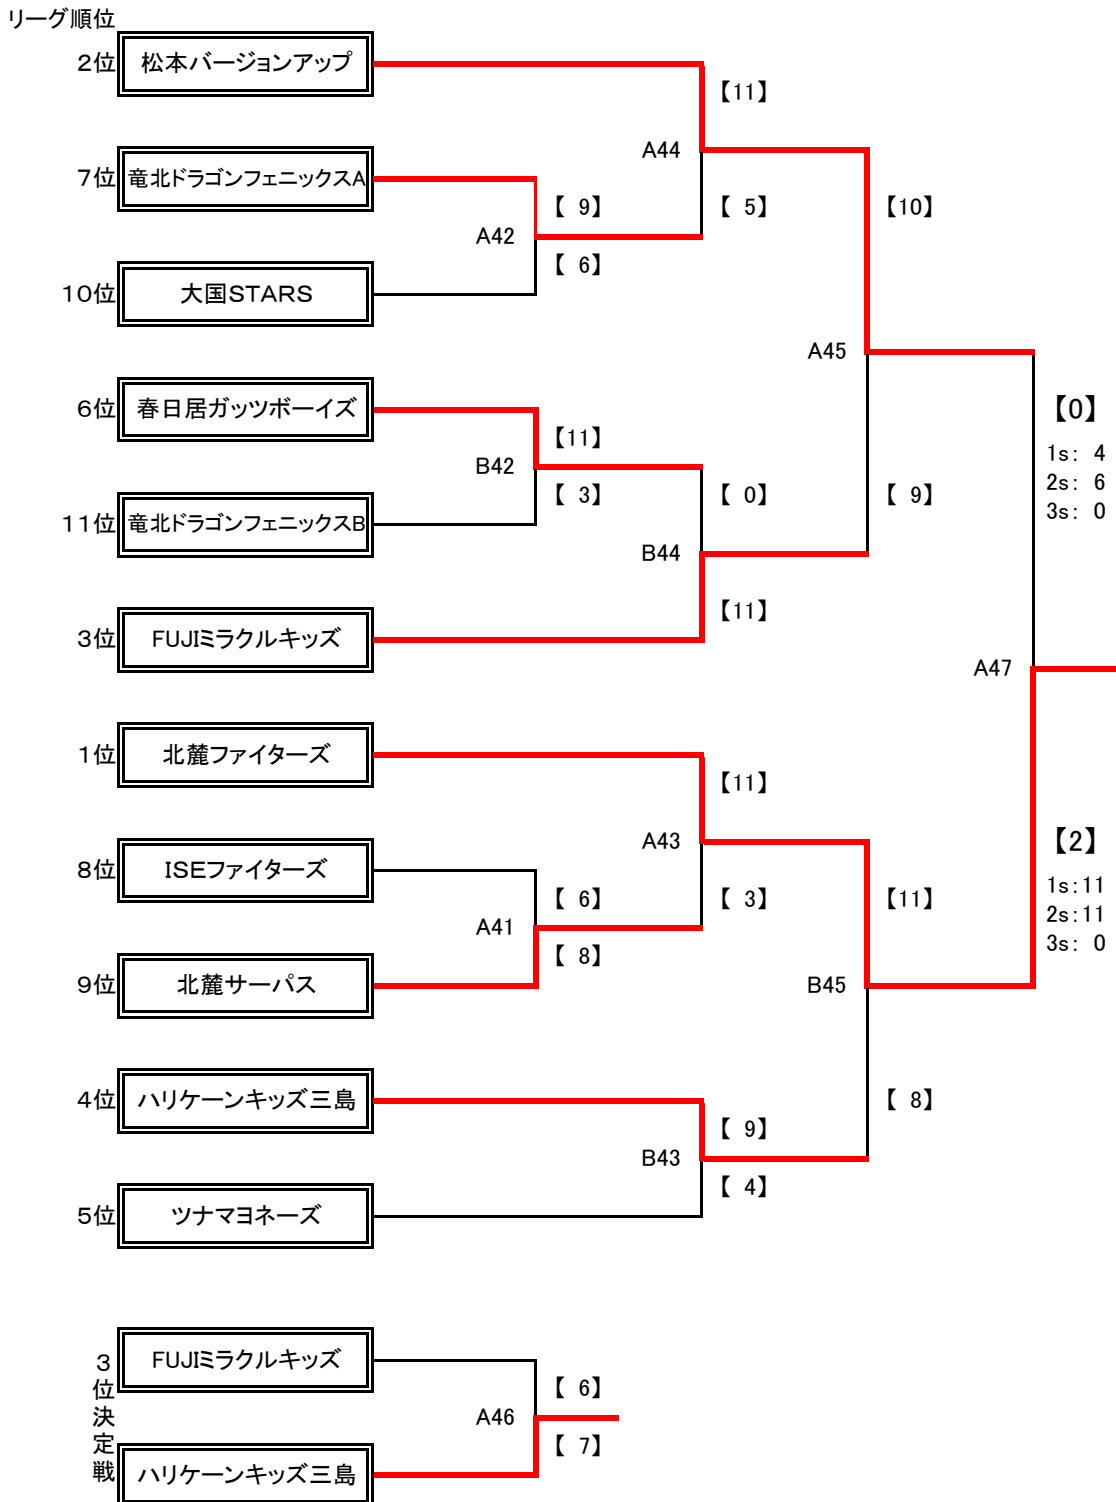 リーグ順位
2位 松本バージョンアップ
【11】
A44
7位 竜北ドラゴンフェニックスA
【 9】 【 5】 【10】
A42
【 6】
10位 大国STARS
A45
6位 春日居ガッツボーイズ 【0】
【11】 1s: 4
B42 2s: 6
【 3】 【 0】 【 9】 3s: 0
11位 竜北ドラゴンフェニックスB
B44
【11】
3位 FUJIミラクルキッズ
A47
1位 北麓ファイターズ
【11】
A43 【2】
8位 ISEファイターズ 1s:11
【 6】 【 3】 【11】 2s:11
A41 3s: 0
【 8】
9位 北麓サーパス B45
4位 ハリケーンキッズ三島 【 8】
【 9】
B43
【 4】
5位 ツナマヨネーズ
3位決定戦
FUJIミラクルキッズ
【 6】
A46
【 7】
ハリケーンキッズ三島